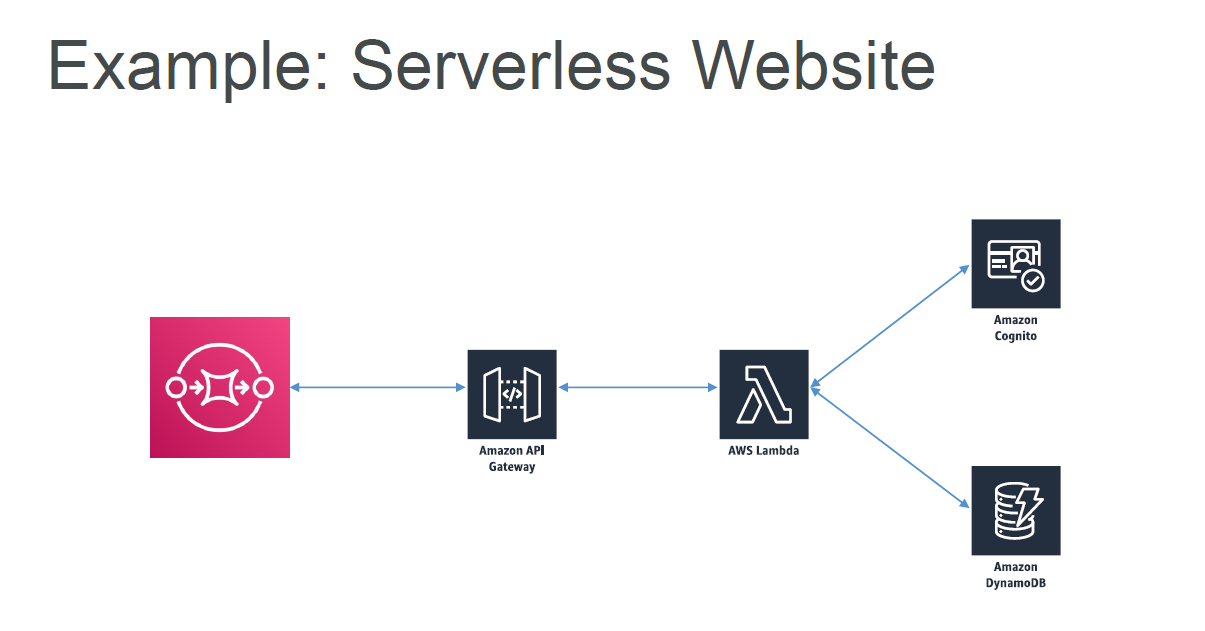 Example: Serverless Website
Amazon
Cognito
Amazon API
Gateway
AWS Lambda
Amazon
DynamoDB